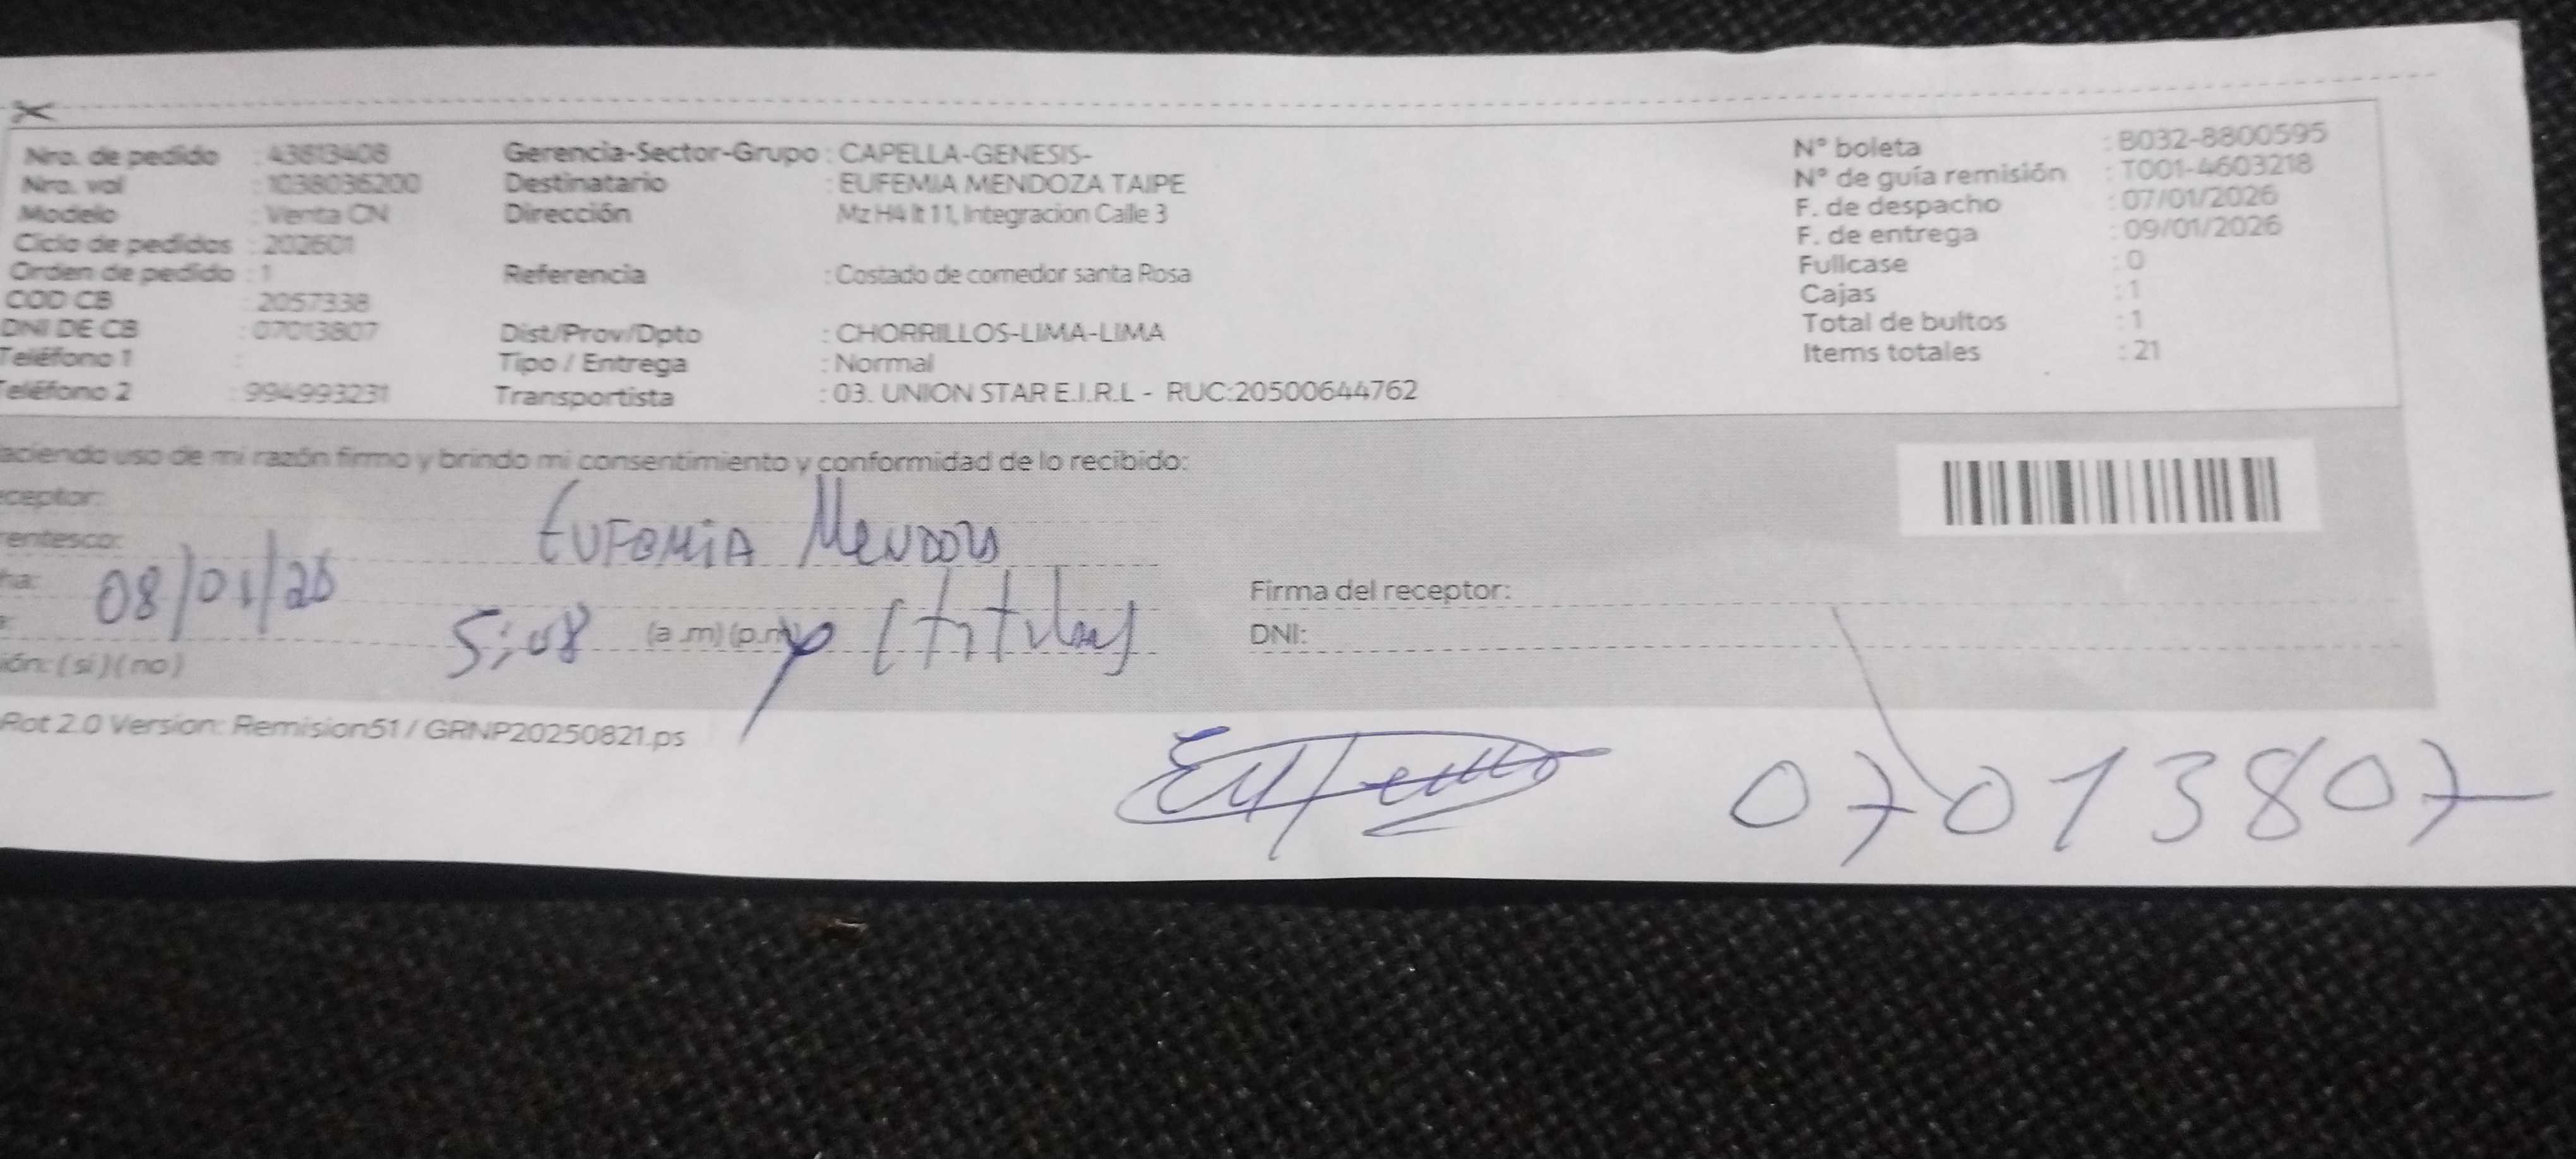 Nro. de pedido : 43813408
Nro. vol : 1038036200
Modelo : Venta CN
Ciclo de pedidos : 202601
Orden de pedido : 1
COD CB : 2057338
DNI DE CB : 07013807
Teléfono 1 :
Teléfono 2 : 994993231
Gerencia-Sector-Grupo : CAPELLA-GENESIS-
Destinatario : EUFEMIA MENDOZA TAIPE
Dirección Mz H4 lt 11, Integracion Calle 3
Referencia : Costado de comedor santa Rosa
Dist/Prov/Dpto : CHORRILLOS-LIMA-LIMA
Tipo / Entrega : Normal
Transportista : 03. UNION STAR E.I.R.L - RUC:20500644762
N° boleta : B032-8800595
N° de guía remisión : T001-4603218
F. de despacho : 07/01/2026
F. de entrega : 09/01/2026
Fullcase : 0
Cajas : 1
Total de bultos : 1
Items totales : 21
aciendo uso de mi razón firmo y brindo mi consentimiento y conformidad de lo recibido:
ceptor:
Eufemia Mendoza
entesco:
ha: 08/01/26
5:08 (a.m) (p.m) (titular)
ión: (si) (no)
Firma del receptor:
DNI:
Rot 2.0 Version: Remision51 / GRNP20250821.ps
07013807